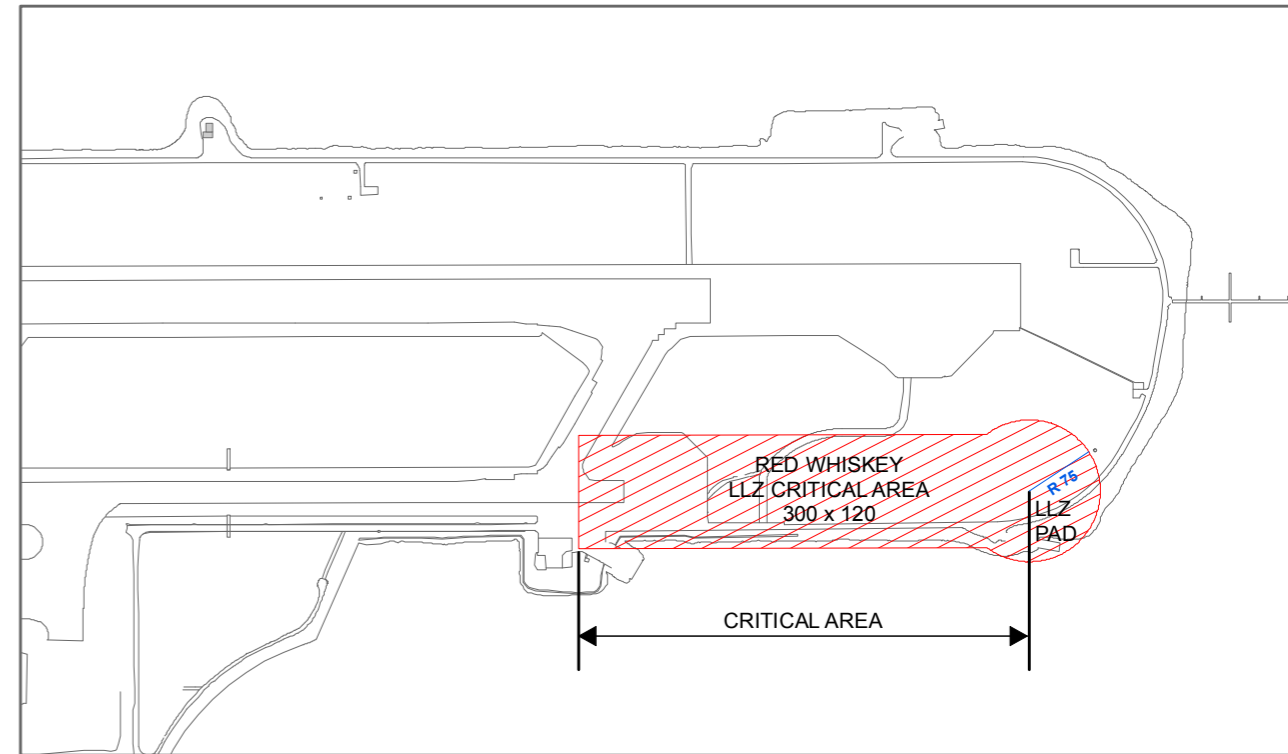 RED WHISKEY
LLZ CRITICAL AREA
300 x 120
R 75
LLZ
PAD
CRITICAL AREA